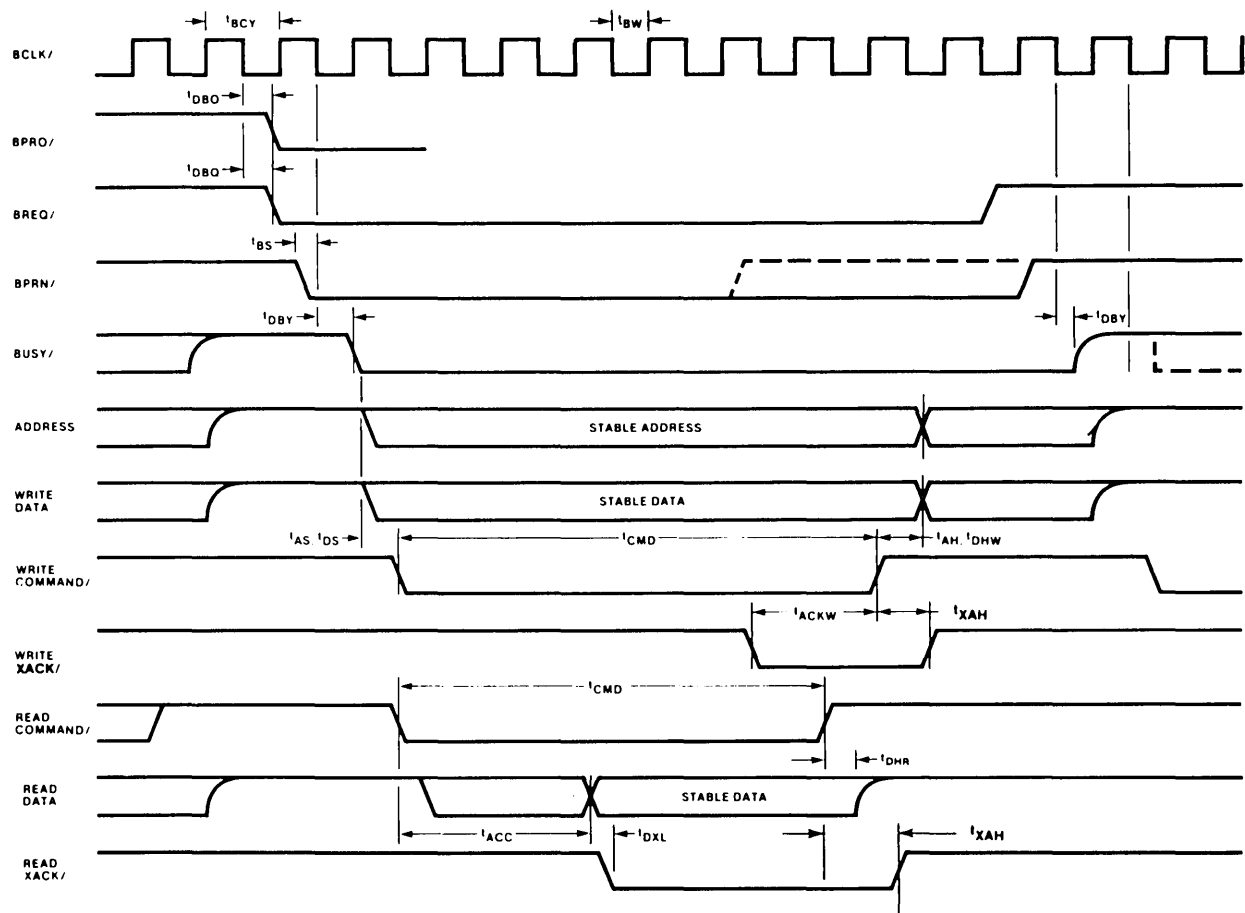 tBCY
tBW
BCLK/
tDBO
BPRO/
tDBQ
BREQ/
tBS
BPRN/
tDBY
tDBY
BUSY/
ADDRESS
STABLE ADDRESS
WRITE
DATA
STABLE DATA
tAS, tDS
tCMD
tAH, tDHW
WRITE
COMMAND/
tACKW
tXAH
WRITE
XACK/
tCMD
READ
COMMAND/
tDHR
READ
DATA
STABLE DATA
tACC
tDXL
tXAH
READ
XACK/